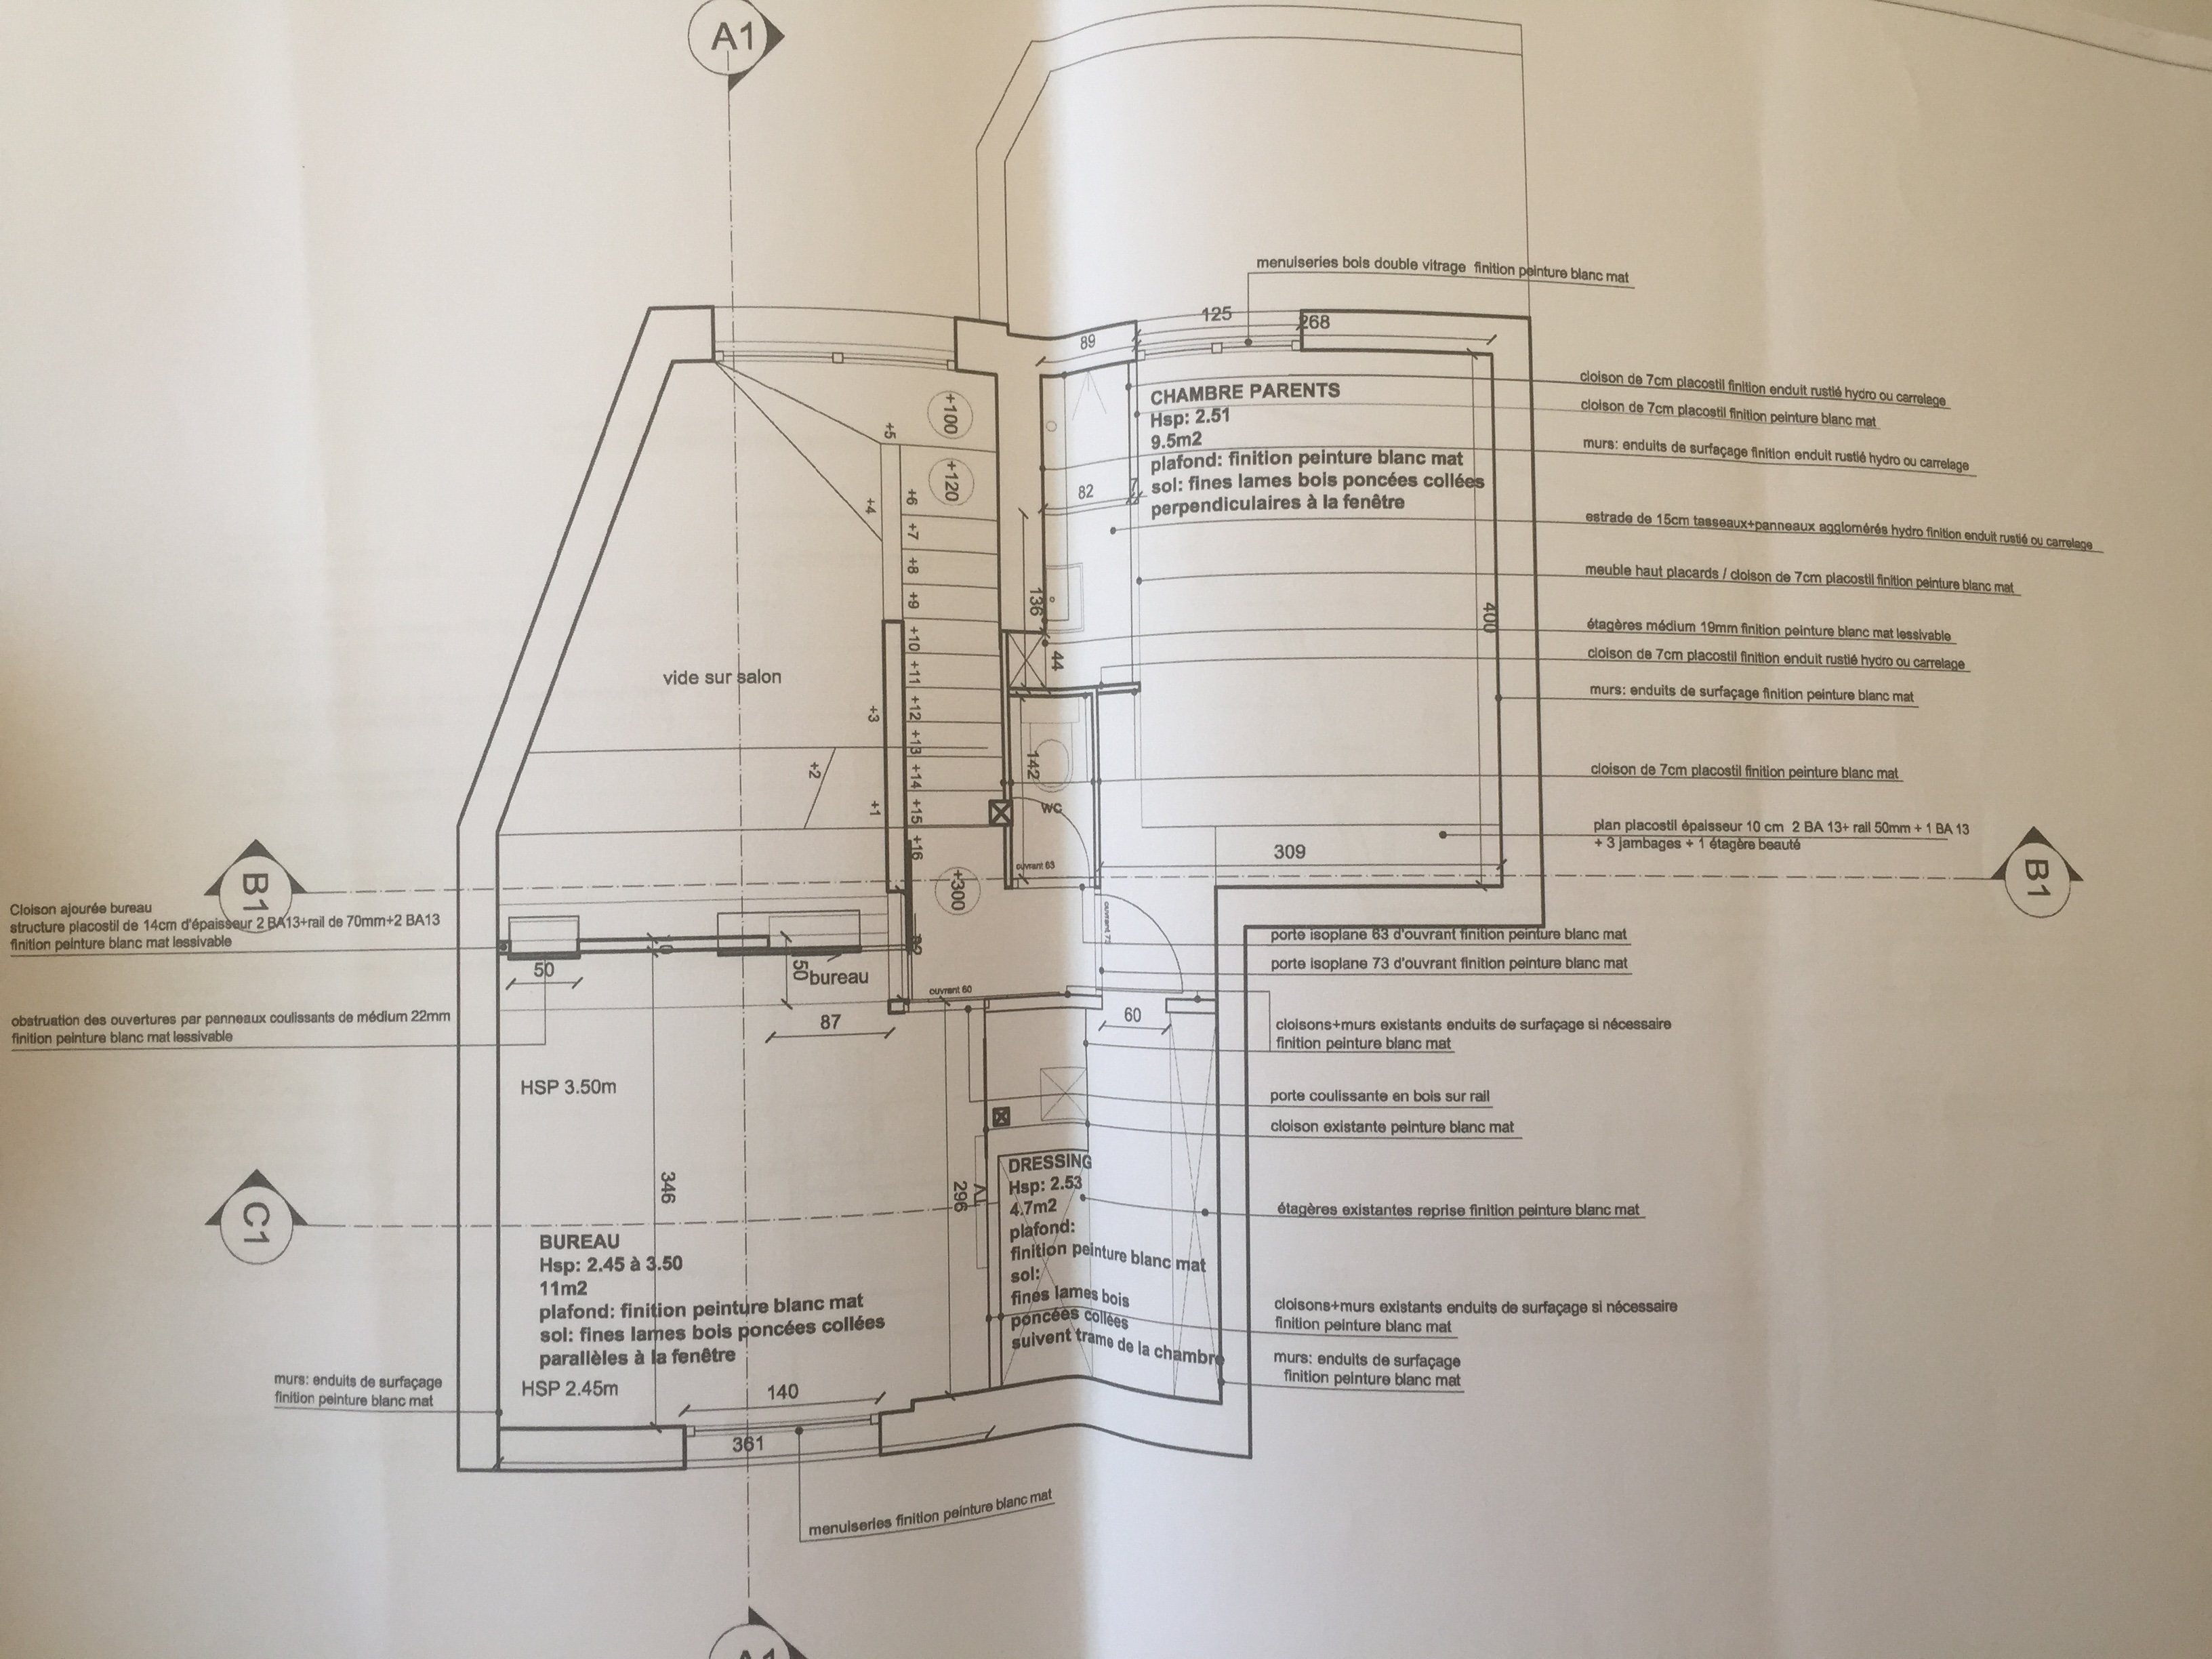 A1
menuiseries bois double vitrage finition peinture blanc mat
125
268
89
cloison de 7cm placostil finition enduit rustié hydro ou carrelage
cloison de 7cm placostil finition peinture blanc mat
murs: enduits de surfaçage finition enduit rustié hydro ou carrelage
CHAMBRE PARENTS
Hsp: 2.51
9.5m2
plafond: finition peinture blanc mat
sol: fines lames bois poncées collées
perpendiculaires à la fenêtre
82
7
estrade de 15cm tasseaux+panneaux agglomérés hydro finition enduit rustié ou carrelage
meuble haut placards / cloison de 7cm placostil finition peinture blanc mat
étagères médium 19mm finition peinture blanc mat lessivable
cloison de 7cm placostil finition enduit rustié hydro ou carrelage
murs: enduits de surfaçage finition peinture blanc mat
cloison de 7cm placostil finition peinture blanc mat
plan placostil épaisseur 10 cm 2 BA 13+ rail 50mm + 1 BA 13
+ 3 jambages + 1 étagère beauté
400
309
136
44
142
WC
ouvrant 63
+100
+120
+300
+1
+2
+3
+4
+5
+6
+7
+8
+9
+10
+11
+12
+13
+14
+15
+16
vide sur salon
B1
B1
Cloison ajourée bureau
structure placostil de 14cm d'épaisseur 2 BA13+rail de 70mm+2 BA13
finition peinture blanc mat lessivable
obstruation des ouvertures par panneaux coulissants de médium 22mm
finition peinture blanc mat lessivable
porte isoplane 63 d'ouvrant finition peinture blanc mat
porte isoplane 73 d'ouvrant finition peinture blanc mat
ouvrant 73
ouvrant 60
60
bureau
50
50
87
10
cloisons+murs existants enduits de surfaçage si nécessaire
finition peinture blanc mat
porte coulissante en bois sur rail
cloison existante peinture blanc mat
étagères existantes reprise finition peinture blanc mat
cloisons+murs existants enduits de surfaçage si nécessaire
finition peinture blanc mat
murs: enduits de surfaçage
finition peinture blanc mat
DRESSING
Hsp: 2.53
4.7m2
plafond:
finition peinture blanc mat
sol:
fines lames bois
poncées collées
suivent trame de la chambre
TV
296
346
HSP 3.50m
C1
BUREAU
Hsp: 2.45 à 3.50
11m2
plafond: finition peinture blanc mat
sol: fines lames bois poncées collées
parallèles à la fenêtre
HSP 2.45m
murs: enduits de surfaçage
finition peinture blanc mat
140
361
menuiseries finition peinture blanc mat
A1